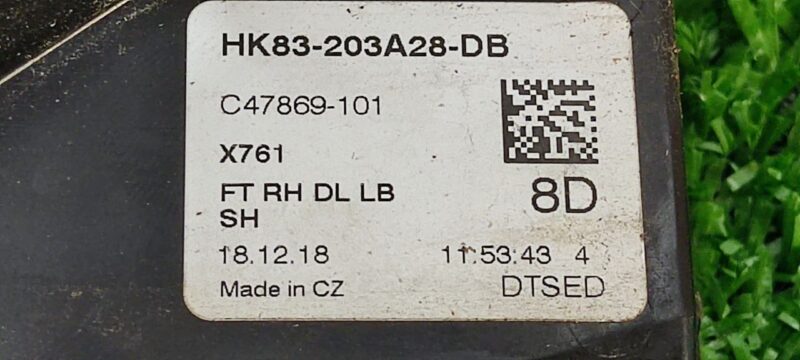 HK83-203A28-DB
C47869-101
X761
FT RH DL LB
SH
8D
18.12.18 11:53:43 4
Made in CZ DTSED